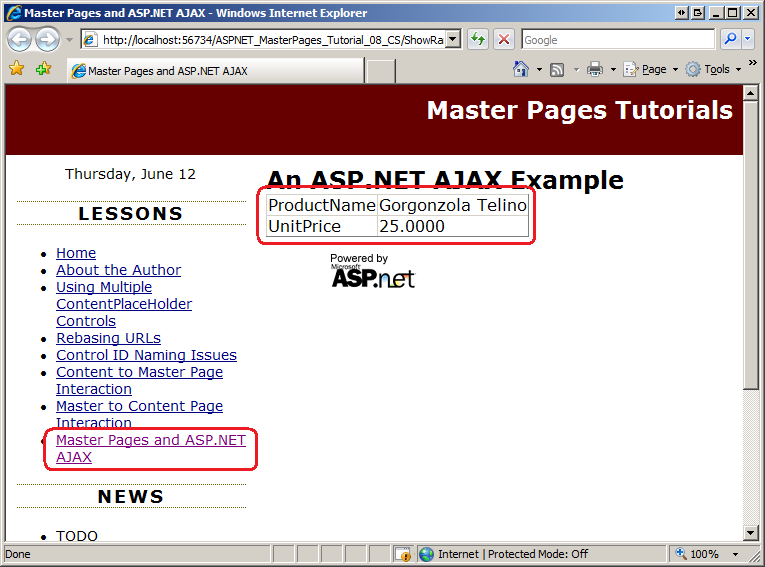 Master Pages and ASP.NET AJAX - Windows Internet Explorer
http://localhost:56734/ASPNET_MasterPages_Tutorial_08_CS/ShowRa
Google
Master Pages and ASP.NET AJAX
Page
Tools
»
Master Pages Tutorials
Thursday, June 12
LESSONS
Home
About the Author
Using Multiple
ContentPlaceHolder
Controls
Rebasing URLs
Control ID Naming Issues
Content to Master Page
Interaction
Master to Content Page
Interaction
Master Pages and ASP.NET
AJAX
NEWS
TODO
An ASP.NET AJAX Example
ProductName Gorgonzola Telino
UnitPrice 25.0000
Powered by
Microsoft
ASP.net
Done
Internet | Protected Mode: Off
100%